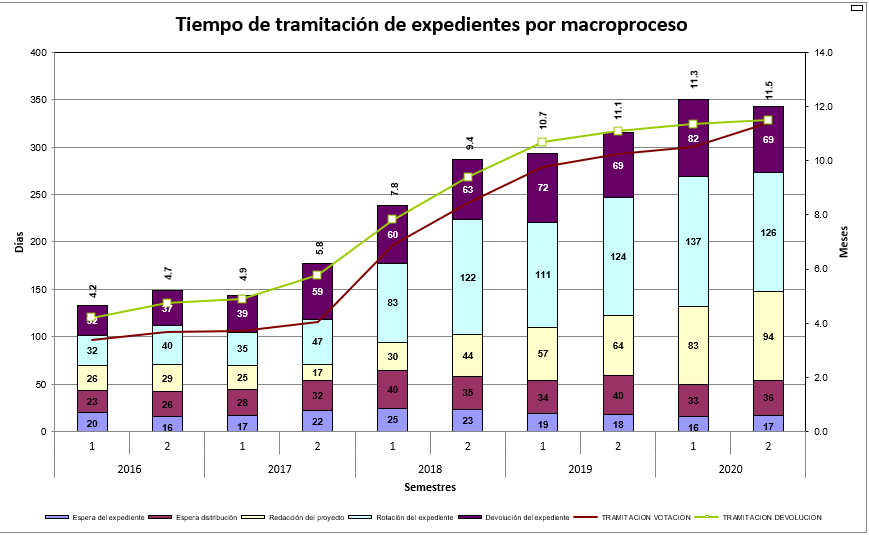 Tiempo de tramitación de expedientes por macroproceso
400 14.0
350 12.0
300 10.0
250 8.0
200 6.0
150 4.0
100 2.0
50 0.0
0
Días
Meses
4.2 4.7 4.9 5.8 7.8 9.4 10.7 11.1 11.3 11.5
32 37 39 59 60 63 72 69 82 69
32 40 35 47 83 122 111 124 137 126
26 29 25 17 30 44 57 64 83 94
23 26 28 32 40 35 34 40 33 36
20 16 17 22 25 23 19 18 16 17
1 2 1 2 1 2 1 2 1 2
2016 2017 2018 2019 2020
Semestres
Espera del expediente Espera distribución Redacción del proyecto Rotación del expediente Devolución del expediente TRAMITACION VOTACION TRAMITACION DEVOLUCION